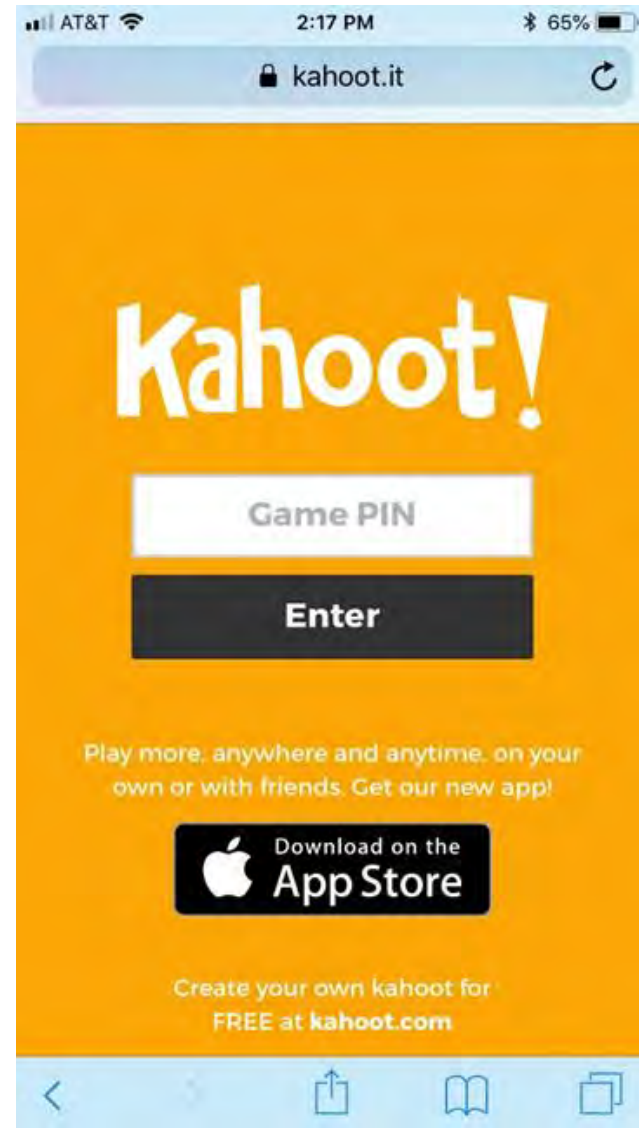 AT&T 2:17 PM 65%
kahoot.it
Kahoot!
Game PIN
Enter
Play more, anywhere and anytime, on your
own or with friends. Get our new app!
Download on the
App Store
Create your own kahoot for
FREE at kahoot.com